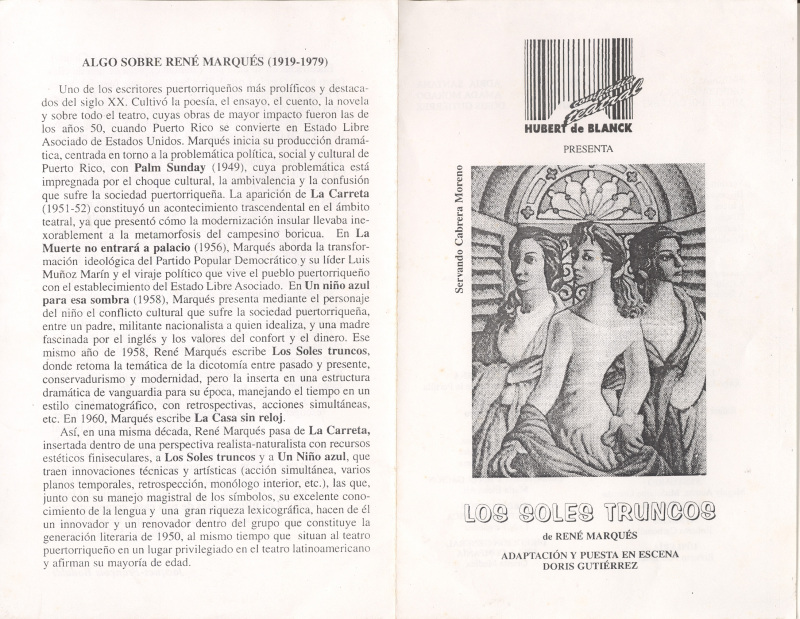 ALGO SOBRE RENÉ MARQUÉS (1919-1979)
Uno de los escritores puertorriqueños más prolíficos y destaca-
dos del siglo XX. Cultivó la poesía, el ensayo, el cuento, la novela
y sobre todo el teatro, cuyas obras de mayor impacto fueron las de
los años 50, cuando Puerto Rico se convierte en Estado Libre
Asociado de Estados Unidos. Marqués inicia su producción dramá-
tica, centrada en torno a la problemática política, social y cultural de
Puerto Rico, con Palm Sunday (1949), cuya problemática está
impregnada por el choque cultural, la ambivalencia y la confusión
que sufre la sociedad puertorriqueña. La aparición de La Carreta
(1951-52) constituyó un acontecimiento trascendental en el ámbito
teatral, ya que presentó cómo la modernización insular llevaba ine-
xorablement a la metamorfosis del campesino boricua. En La
Muerte no entrará a palacio (1956), Marqués aborda la transfor-
mación ideológica del Partido Popular Democrático y su líder Luis
Muñoz Marín y el viraje político que vive el pueblo puertorriqueño
con el establecimiento del Estado Libre Asociado. En Un niño azul
para esa sombra (1958), Marqués presenta mediante el personaje
del niño el conflicto cultural que sufre la sociedad puertorriqueña,
entre un padre, militante nacionalista a quien idealiza, y una madre
fascinada por el inglés y los valores del confort y el dinero. Ese
mismo año de 1958, René Marqués escribe Los Soles truncos,
donde retoma la temática de la dicotomía entre pasado y presente,
conservadurismo y modernidad, pero la inserta en una estructura
dramática de vanguardia para su época, manejando el tiempo en un
estilo cinematográfico, con retrospectivas, acciones simultáneas,
etc. En 1960, Marqués escribe La Casa sin reloj.
Así, en una misma década, René Marqués pasa de La Carreta,
insertada dentro de una perspectiva realista-naturalista con recursos
estéticos finiseculares, a Los Soles truncos y a Un Niño azul, que
traen innovaciones técnicas y artísticas (acción simultánea, varios
planos temporales, retrospección, monólogo interior, etc.), las que,
junto con su manejo magistral de los símbolos, su excelente cono-
cimiento de la lengua y una gran riqueza lexicográfica, hacen de él
un innovador y un renovador dentro del grupo que constituye la
generación literaria de 1950, al mismo tiempo que situan al teatro
puertorriqueño en un lugar privilegiado en el teatro latinoamericano
y afirman su mayoría de edad.
compañía
teatral
HUBERT de BLANCK
PRESENTA
Servando Cabrera Moreno
LOS SOLES TRUNCOS
de RENÉ MARQUÉS
ADAPTACIÓN Y PUESTA EN ESCENA
DORIS GUTIÉRREZ